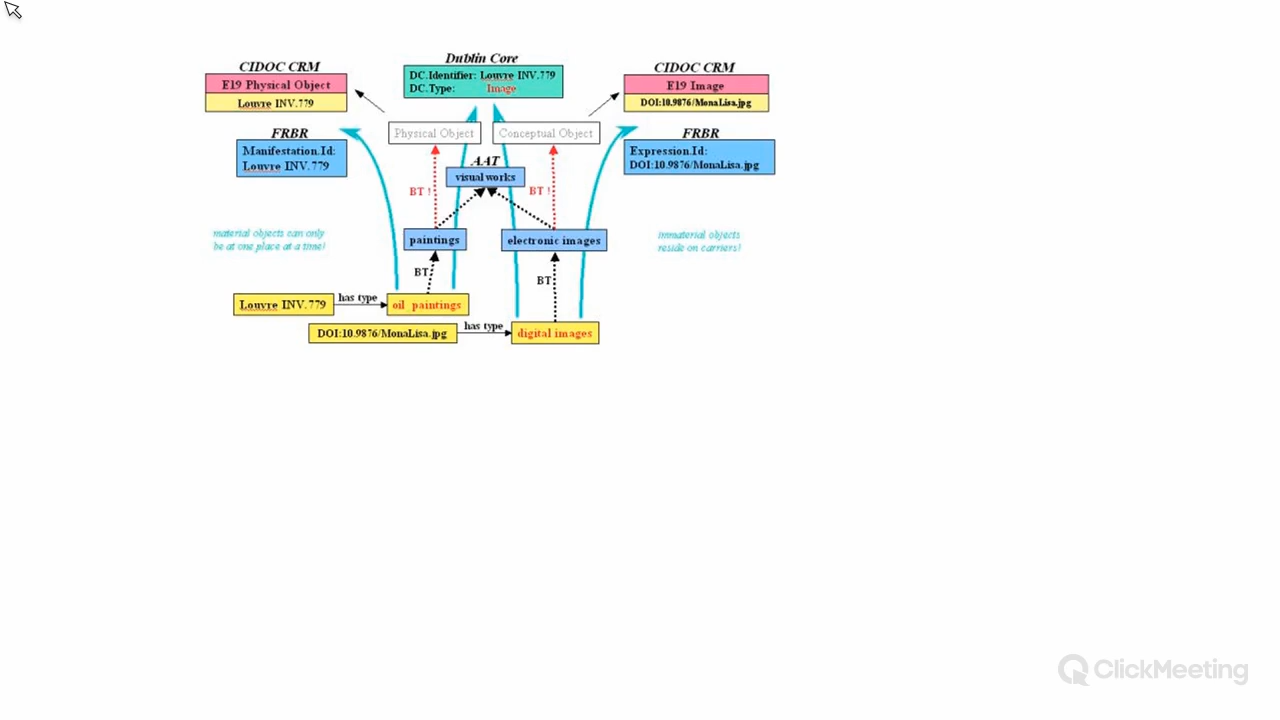 Dublin Core
CIDOC CRM
E19 Physical Object
Louvre INV.779
DC.Identifier: Louvre INV.779
DC.Type: Image
CIDOC CRM
E19 Image
DOI:10.9876/MonaLisa.jpg
FRBR
Manifestation.Id:
Louvre INV.779
Physical Object
Conceptual Object
FRBR
Expression.Id:
DOI:10.9876/MonaLisa.jpg
AAT
visual works
BT !
BT !
material objects can only
be at one place at a time!
paintings
electronic images
immaterial objects
reside on carriers!
BT
BT
Louvre INV.779
has type
oil paintings
DOI:10.9876/MonaLisa.jpg
has type
digital images
ClickMeeting